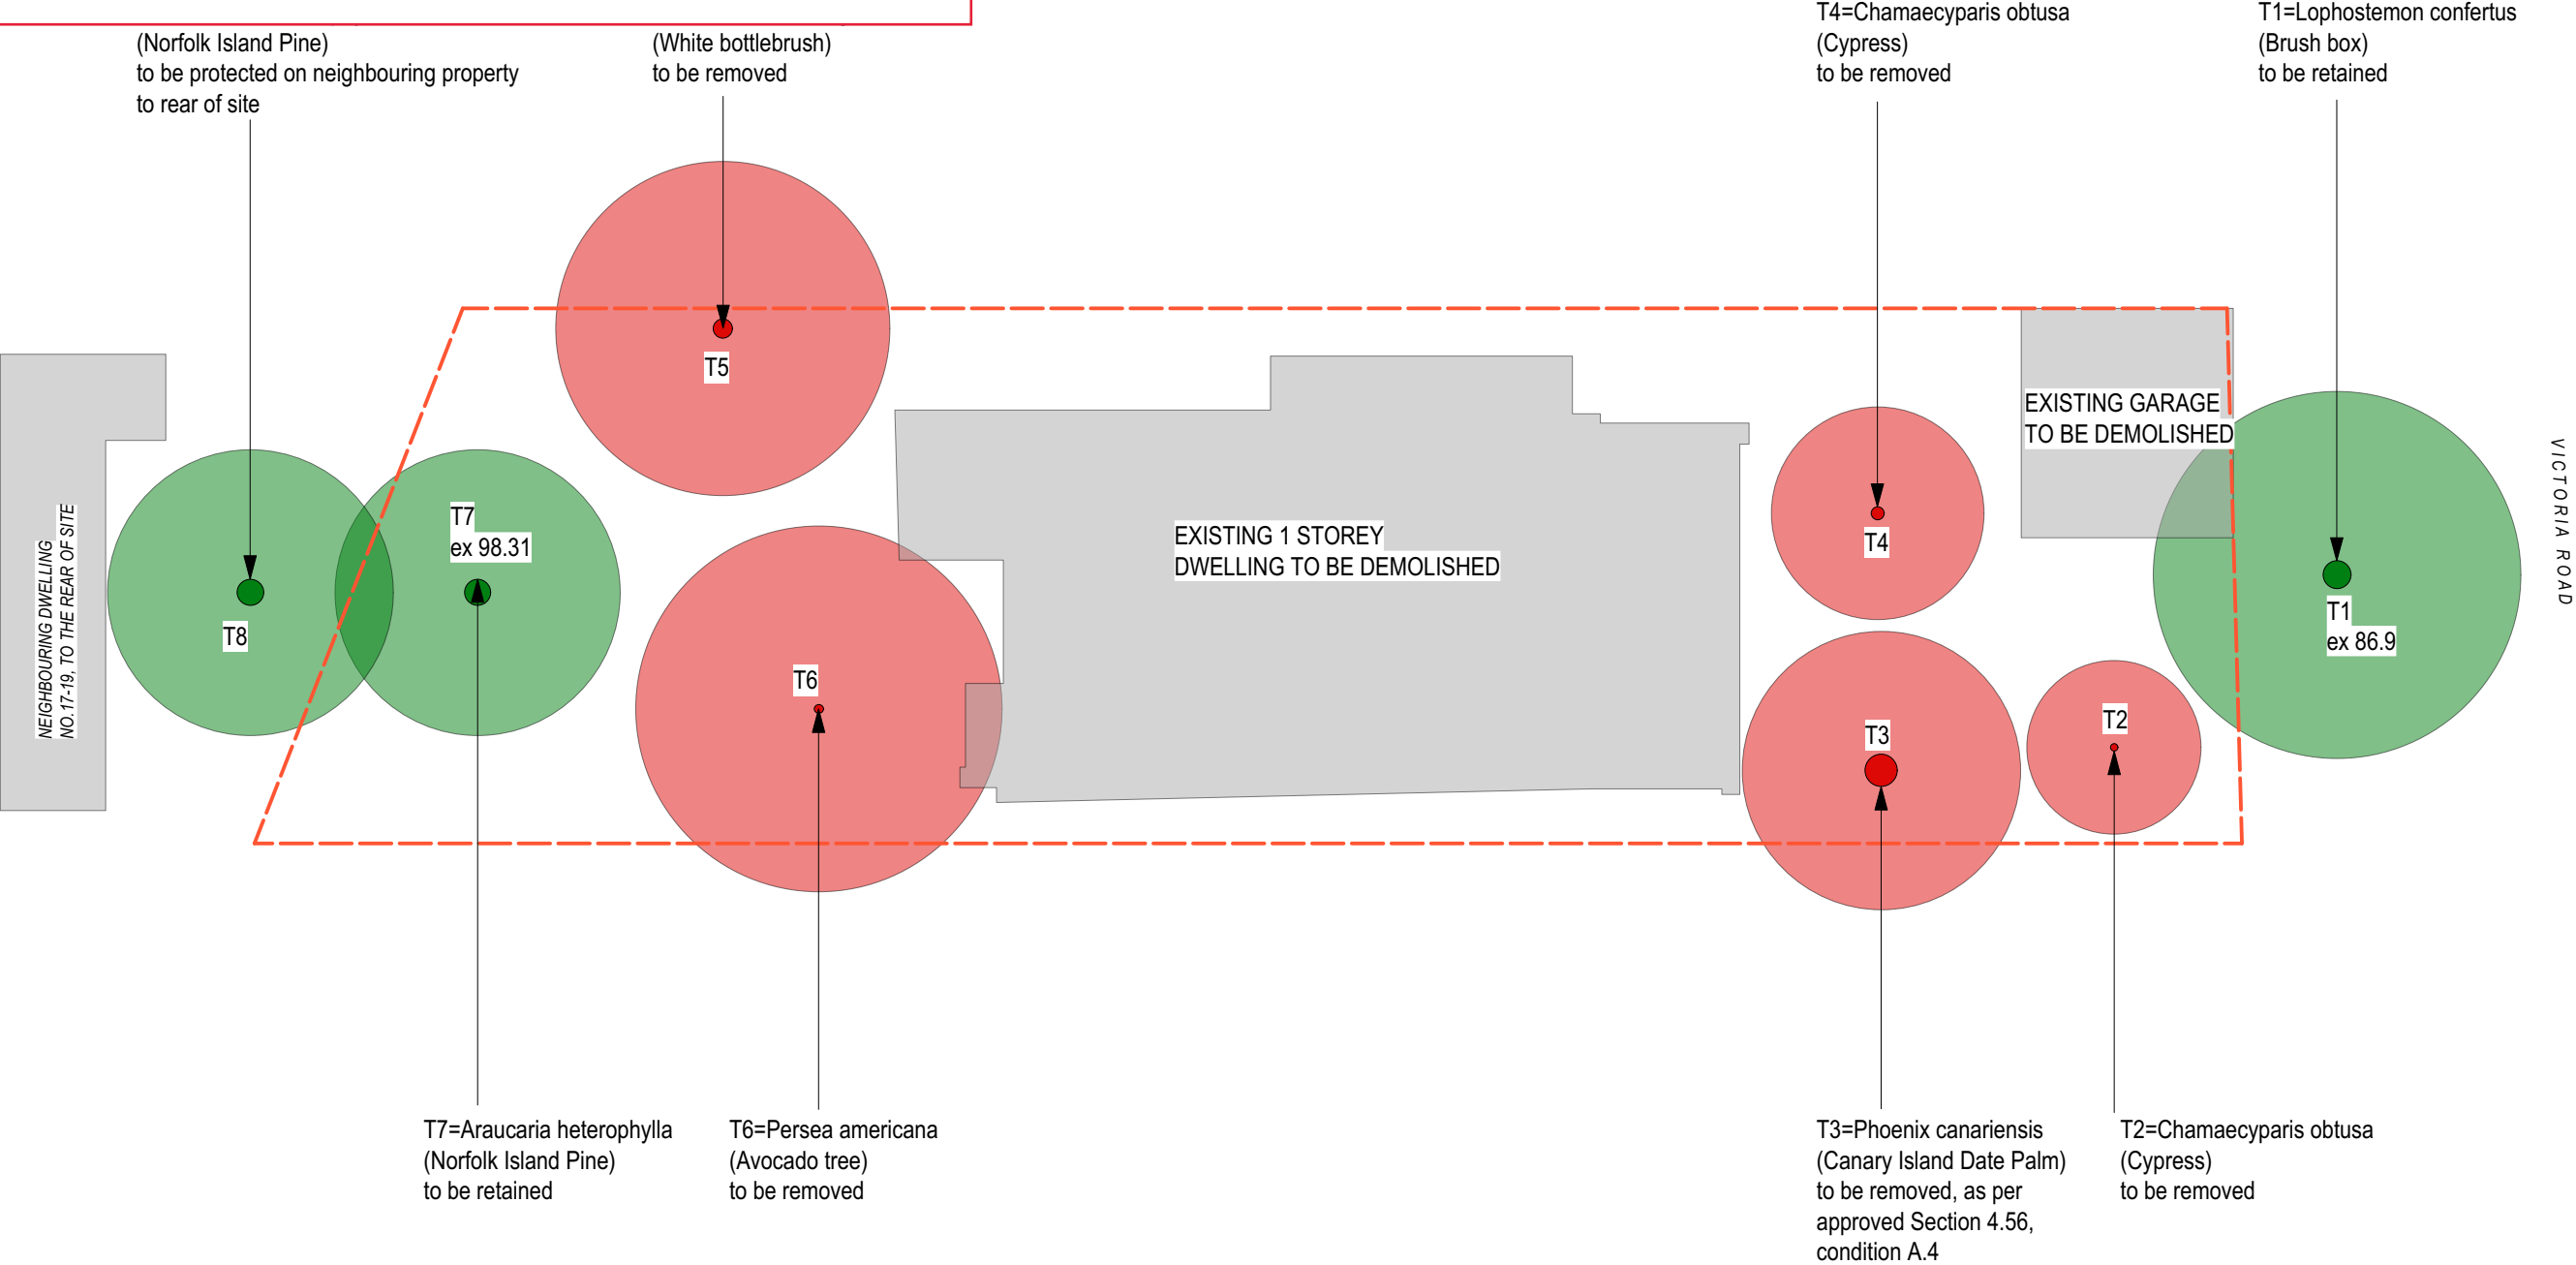 (Norfolk Island Pine)
to be protected on neighbouring property
to rear of site
(White bottlebrush)
to be removed
T4=Chamaecyparis obtusa
(Cypress)
to be removed
T1=Lophostemon confertus
(Brush box)
to be retained
T5
EXISTING GARAGE
TO BE DEMOLISHED
VICTORIA ROAD
T7
ex 98.31
EXISTING 1 STOREY
DWELLING TO BE DEMOLISHED
T4
NEIGHBOURING DWELLING
NO.17-19, TO THE REAR OF SITE
T8
T1
ex 86.9
T6
T3
T2
T7=Araucaria heterophylla
(Norfolk Island Pine)
to be retained
T6=Persea americana
(Avocado tree)
to be removed
T3=Phoenix canariensis
(Canary Island Date Palm)
to be removed, as per
approved Section 4.56,
condition A.4
T2=Chamaecyparis obtusa
(Cypress)
to be removed